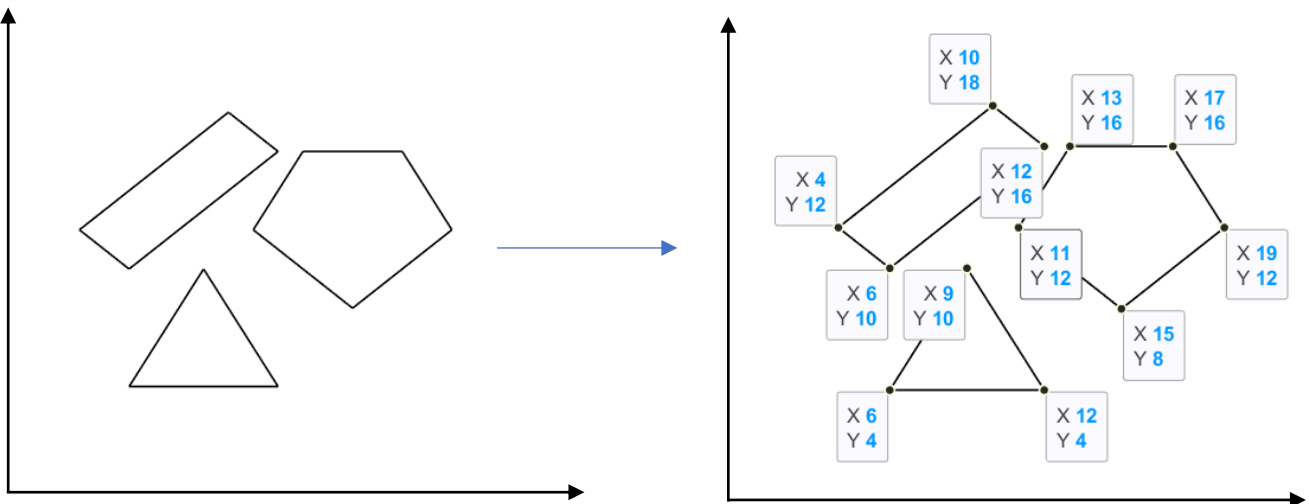 X 10
Y 18
X 13
Y 16
X 17
Y 16
X 4
Y 12
X 12
Y 16
X 11
Y 12
X 19
Y 12
X 6
Y 10
X 9
Y 10
X 15
Y 8
X 6
Y 4
X 12
Y 4